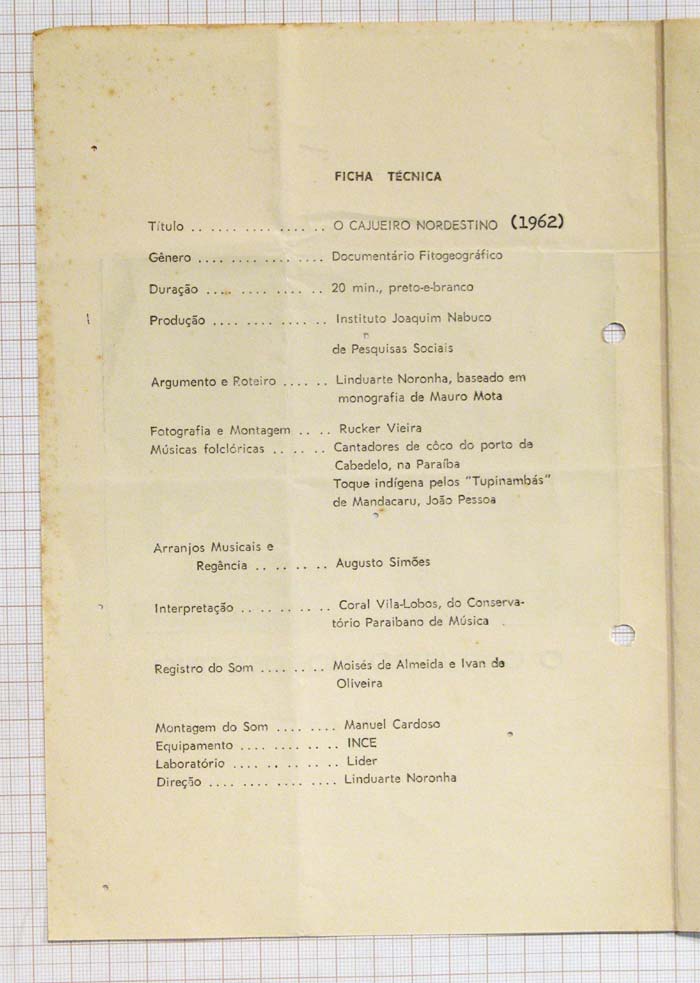 FICHA TÉCNICA
Título .. .. .... .... ... .. O CAJUEIRO NORDESTINO (1962)
Gênero .... .... .... .... Documentário Fitogeográfico
Duração .... .... .... .. 20 min., preto-e-branco
Produção .... .... .... .. Instituto Joaquim Nabuco
de Pesquisas Sociais
Argumento e Roteiro .... .. Linduarte Noronha, baseado em
monografia de Mauro Mota
Fotografia e Montagem .. .. Rucker Vieira
Músicas folclóricas .. .. .. Cantadores de côco do porto de
Cabedelo, na Paraíba
Toque indígena pelos "Tupinambás"
de Mandacaru, João Pessoa
Arranjos Musicais e
Regência .. .. .. .. Augusto Simões
Interpretação .. .. .. .. .. Coral Vila-Lobos, do Conserva-
tório Paraibano de Música
Registro do Som .... .. .. Moisés de Almeida e Ivan de
Oliveira
Montagem do Som .... .... Manuel Cardoso
Equipamento .... .... .. .. INCE
Laboratório .... .. .. .. .. Lider
Direção .... .... .... .... Linduarte Noronha